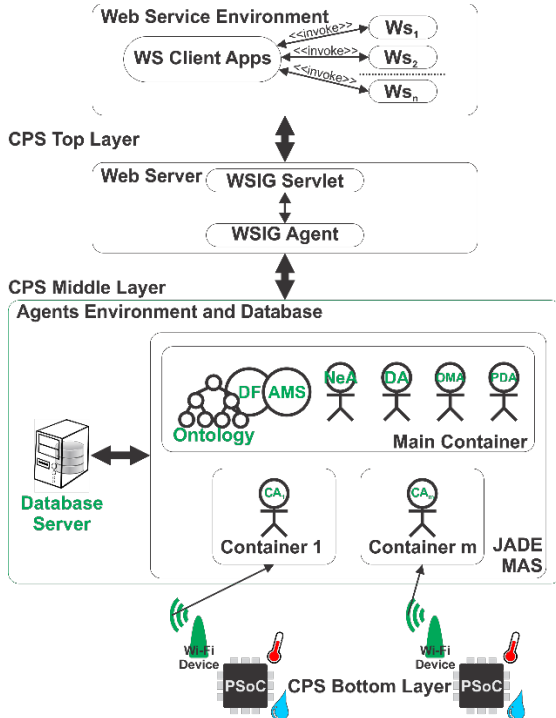 Web Service Environment
WS Client Apps
<<invoke>>
Ws1
<<invoke>>
Ws2
<<invoke>>
Wsn
CPS Top Layer
Web Server
WSIG Servlet
WSIG Agent
CPS Middle Layer
Agents Environment and Database
DF
AMS
NeA
DA
OMA
PDA
Ontology
Main Container
Database
Server
CA1
CAm
Container 1
Container m
JADE
MAS
Wi-Fi
Device
PSoC
CPS Bottom Layer
Wi-Fi
Device
PSoC